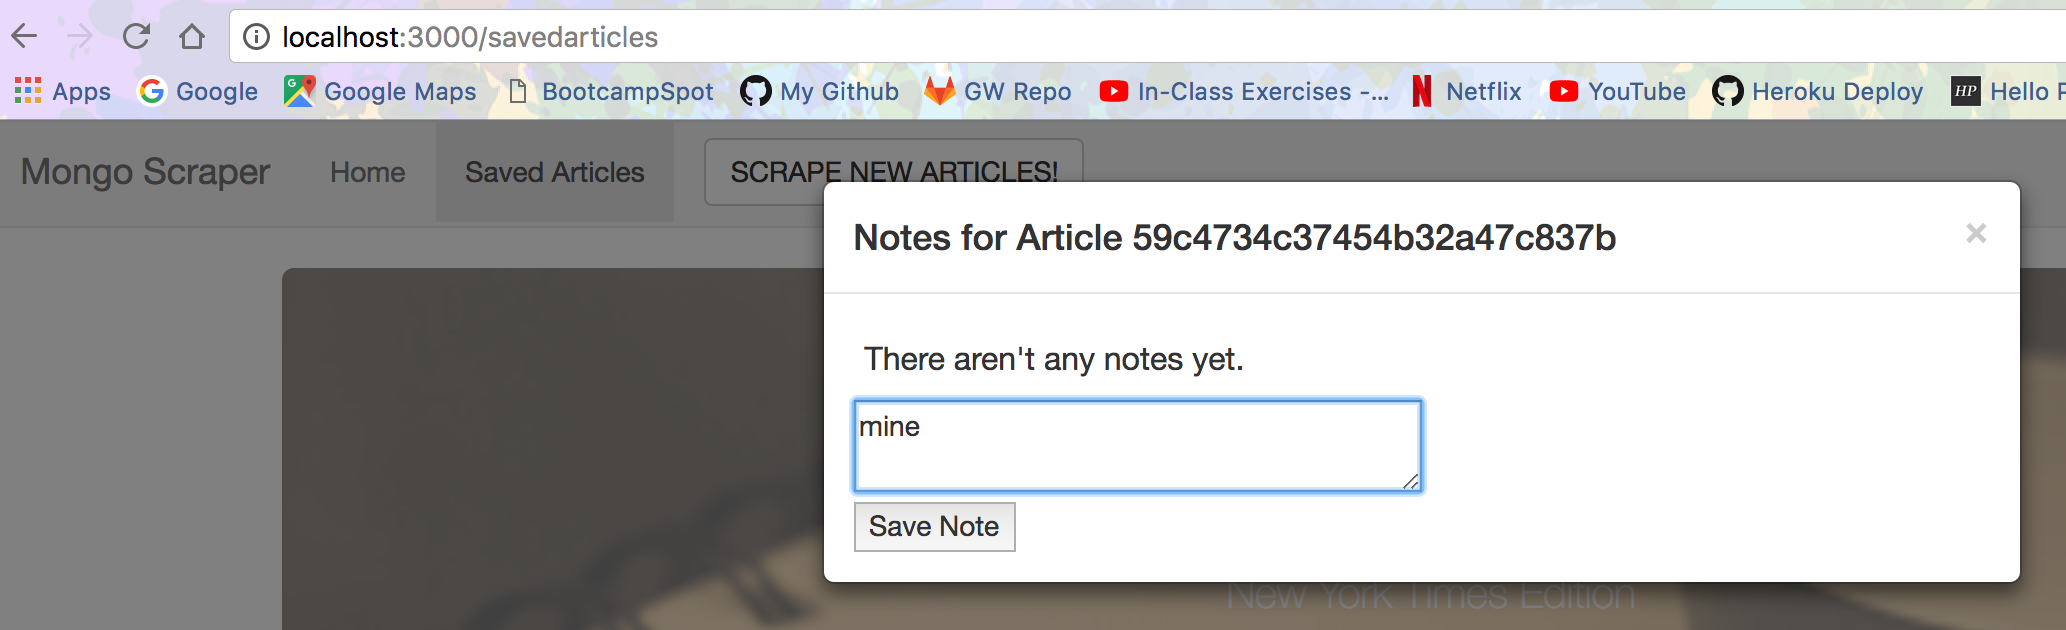 localhost:3000/savedarticles
Apps Google Google Maps BootcampSpot My Github GW Repo In-Class Exercises -... Netflix YouTube Heroku Deploy HP Hello P
Mongo Scraper Home Saved Articles SCRAPE NEW ARTICLES!
Notes for Article 59c4734c37454b32a47c837b ×
There aren't any notes yet.
mine
Save Note
New York Times Edition